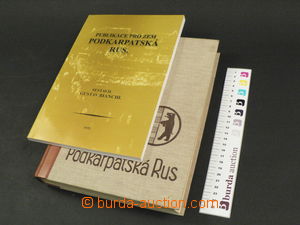 PUBLIKACE PRO ZEM
PODKARPATSKÁ
RUS.
SESTAVIL
GUSTAV BIANCHI
Podkarpatská Rus
burda auction
© burda-auction.com